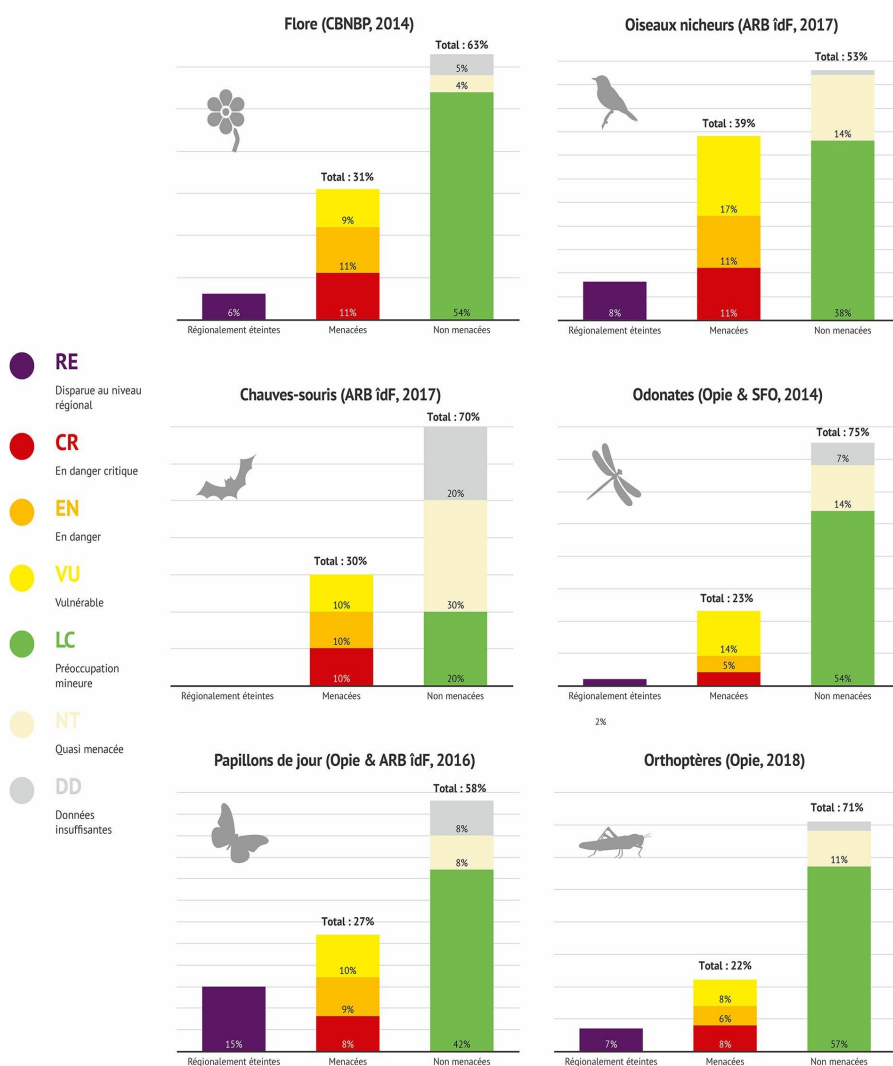 Flore (CBNBP, 2014)
Total : 63%
5%
4%
Total : 31%
9%
11%
6%
11%
54%
Régionalement éteintes
Menacées
Non menacées
Oiseaux nicheurs (ARB îdF, 2017)
Total : 53%
Total : 39%
14%
17%
11%
8%
11%
38%
Régionalement éteintes
Menacées
Non menacées
RE
Disparue au niveau
régional
CR
En danger critique
EN
En danger
VU
Vulnérable
LC
Préoccupation
mineure
NT
Quasi menacée
DD
Données
insuffisantes
Chauves-souris (ARB îdF, 2017)
Total : 70%
20%
Total : 30%
10%
30%
10%
10%
20%
Régionalement éteintes
Menacées
Non menacées
Odonates (Opie & SFO, 2014)
Total : 75%
7%
14%
Total : 23%
14%
5%
54%
Régionalement éteintes
Menacées
Non menacées
2%
Papillons de jour (Opie & ARB îdF, 2016)
Total : 58%
8%
8%
Total : 27%
10%
9%
15%
8%
42%
Régionalement éteintes
Menacées
Non menacées
Orthoptères (Opie, 2018)
Total : 71%
11%
Total : 22%
8%
6%
7%
8%
57%
Régionalement éteintes
Menacées
Non menacées